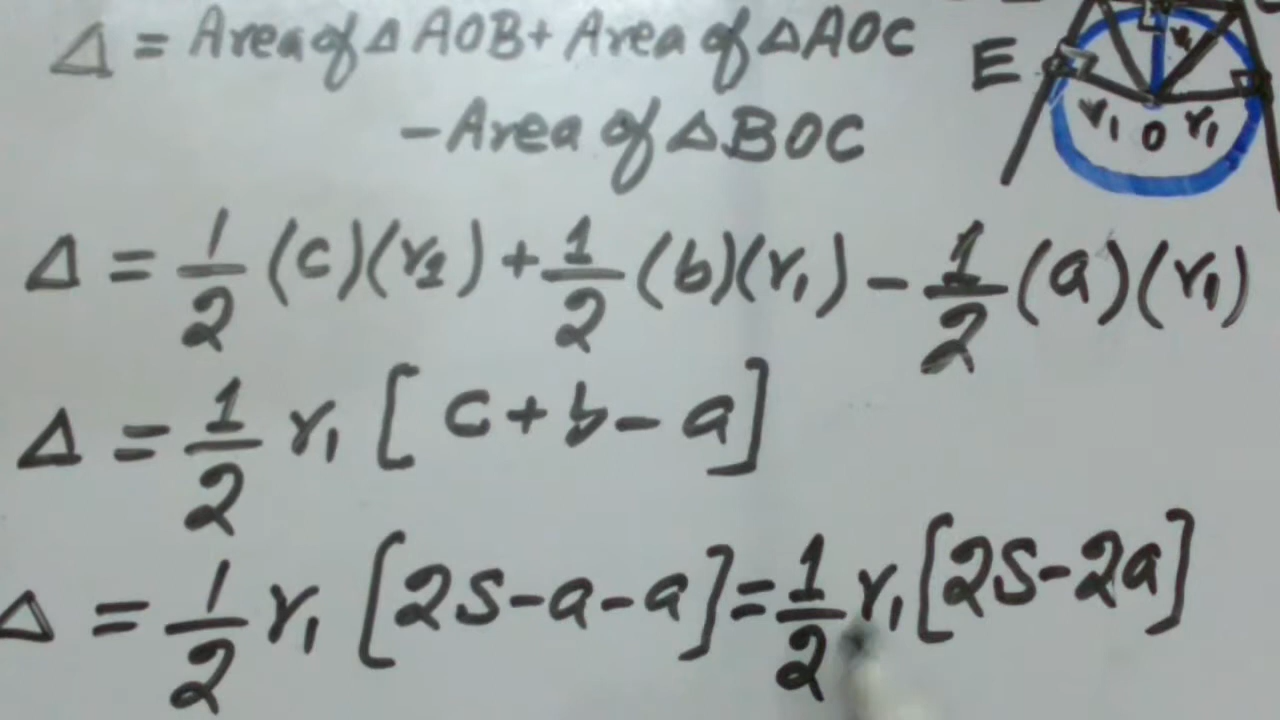 Δ = Area of Δ AOB + Area of Δ AOC
- Area of Δ BOC
E
r₁
r₁ O r₁
Δ = 1/2 (c)(r₁) + 1/2 (b)(r₁) - 1/2 (a)(r₁)
Δ = 1/2 r₁ [c + b - a]
Δ = 1/2 r₁ [2S - a - a] = 1/2 r₁ [2S - 2a]